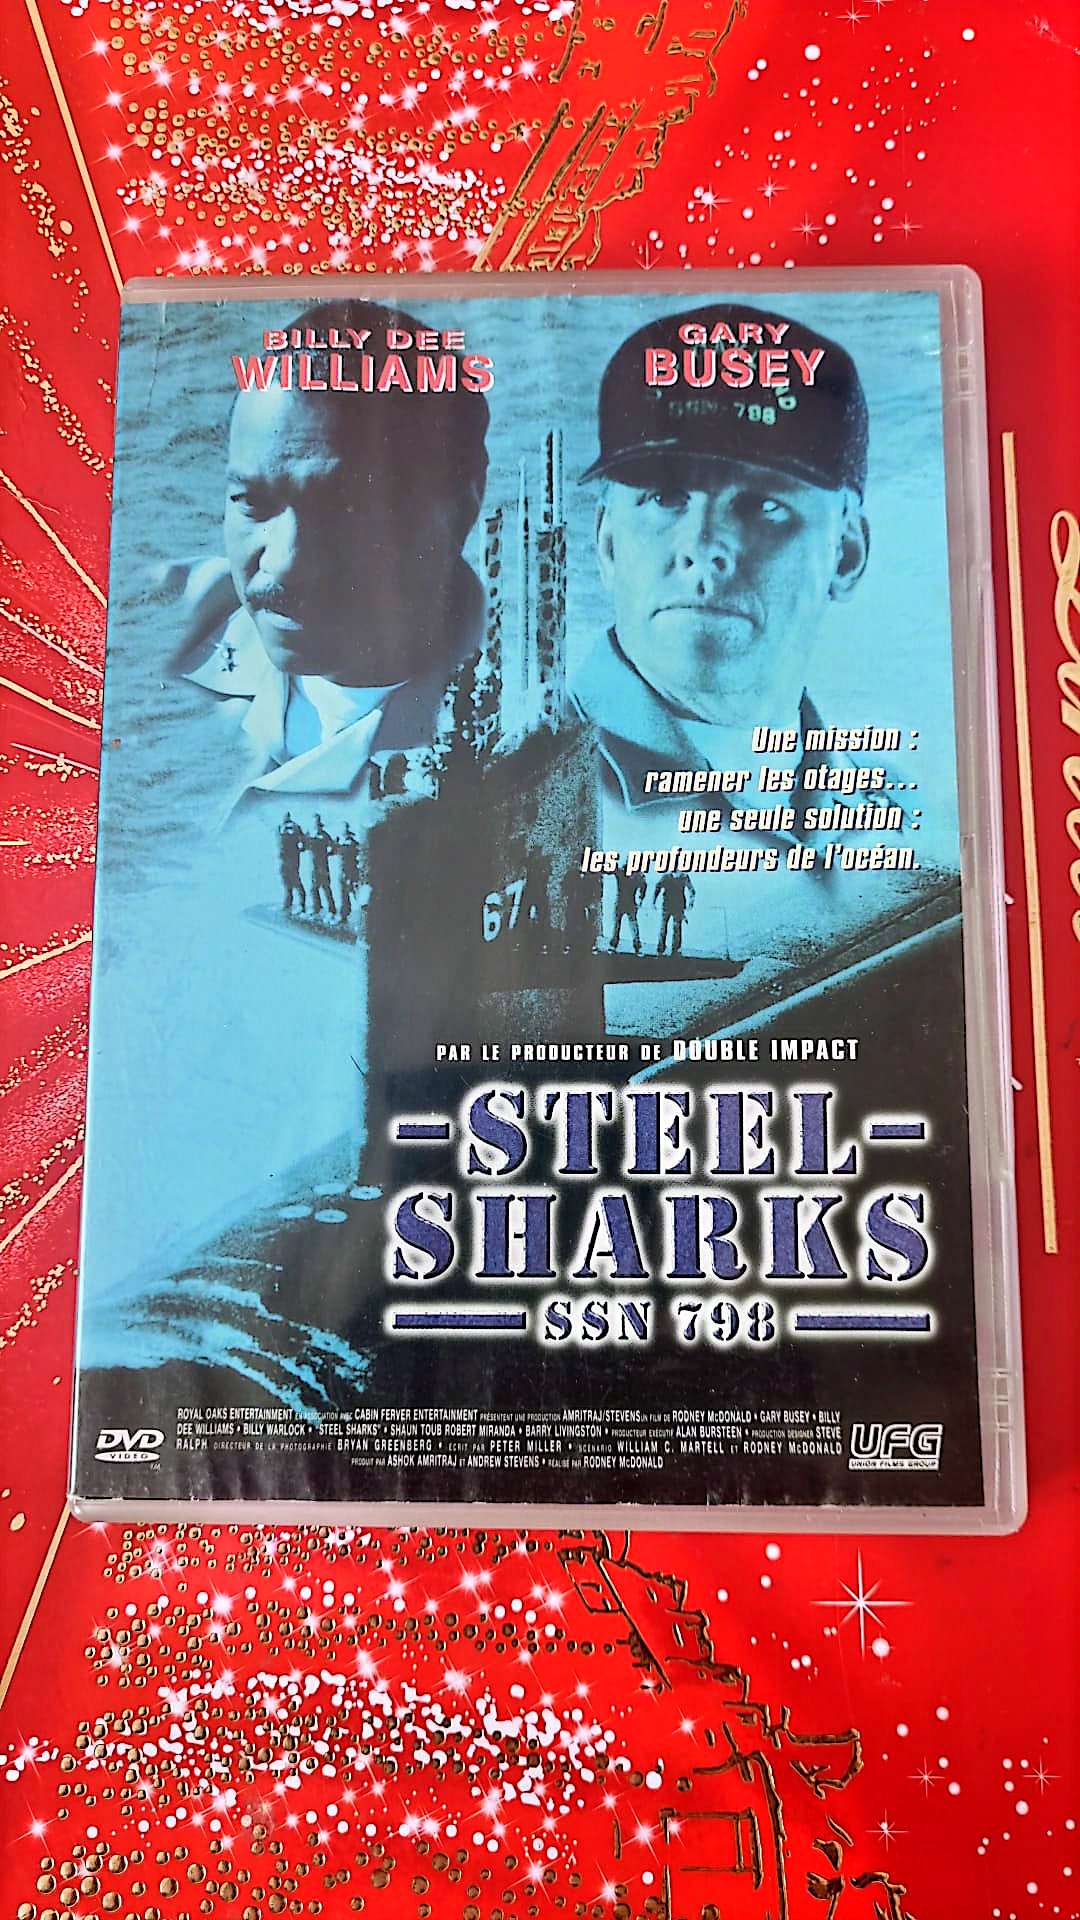 BILLY DEE
WILLIAMS
GARY
BUSEY
SSN-798
Une mission :
ramener les otages...
une seule solution :
les profondeurs de l'océan.
67
PAR LE PRODUCTEUR DE DOUBLE IMPACT
-STEEL-
SHARKS
SSN 798
ROYAL OAKS ENTERTAINMENT EN ASSOCIATION AVEC CABIN FERVER ENTERTAINMENT PRÉSENTENT UNE PRODUCTION AMRITRAJ/STEVENS UN FILM DE RODNEY McDONALD • GARY BUSEY • BILLY
DEE WILLIAMS • BILLY WARLOCK • "STEEL SHARKS" • SHAUN TOUB ROBERT MIRANDA • BARRY LIVINGSTON • PRODUCTEUR EXECUTIF ALAN BURSTEEN • PRODUCTION DESIGNER STEVE
RALPH DIRECTEUR DE LA PHOTOGRAPHIE BRYAN GREENBERG • ECRIT PAR PETER MILLER • SCENARIO WILLIAM C. MARTELL ET RODNEY McDONALD
PRODUIT PAR ASHOK AMRITRAJ ET ANDREW STEVENS • RÉALISÉ PAR RODNEY McDONALD
DVD
VIDEO
TM
UFG
UNION FILMS GROUP